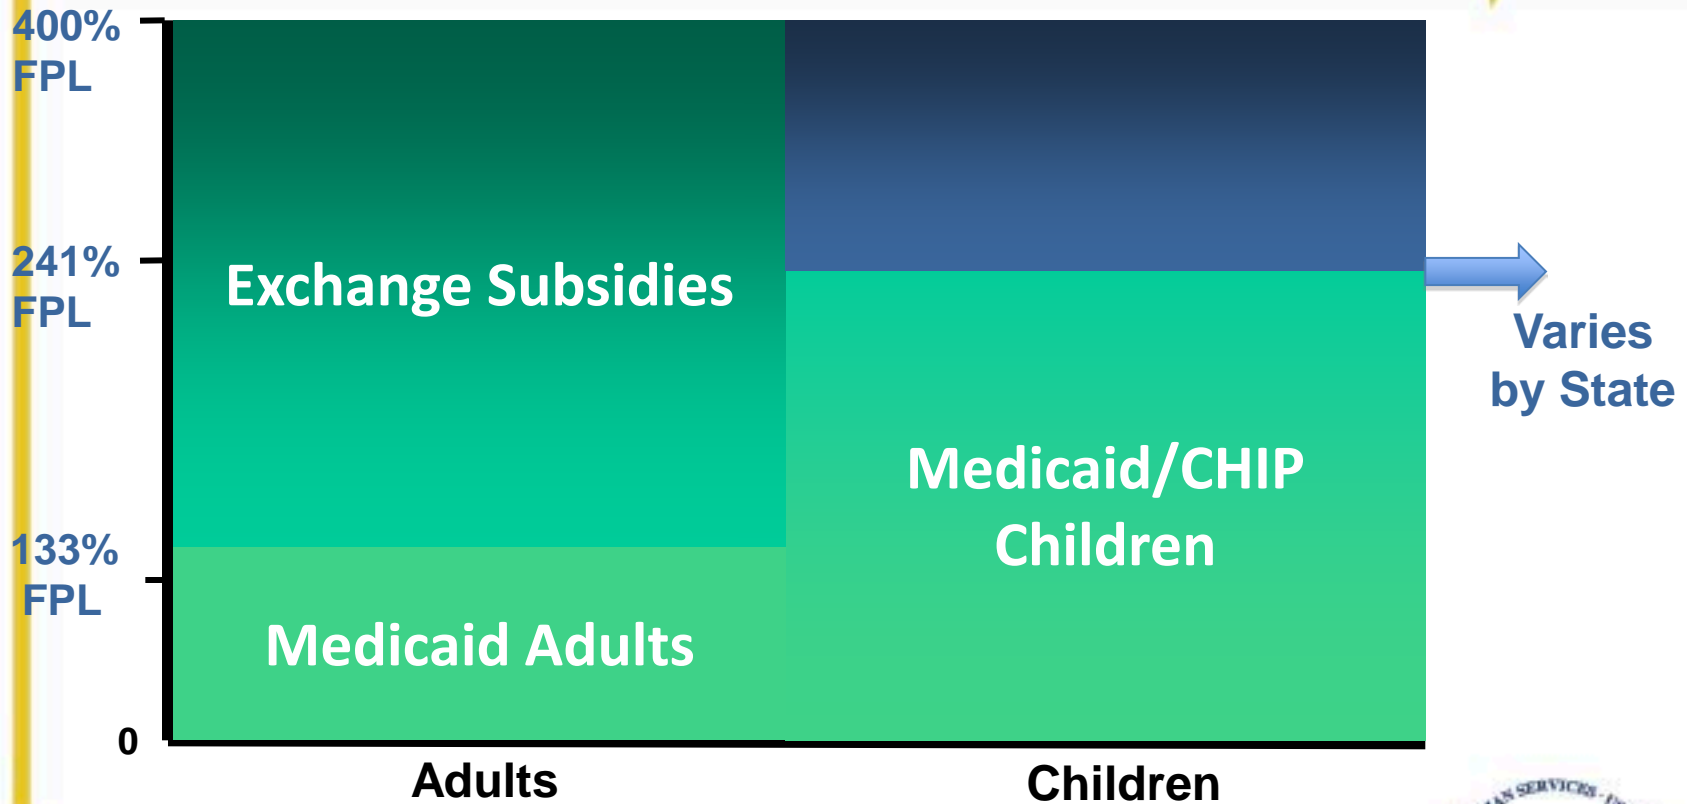 400%
FPL
241%
FPL
133%
FPL
0
Exchange Subsidies
Medicaid Adults
Medicaid/CHIP
Children
Varies
by State
Adults
Children
SERVICES